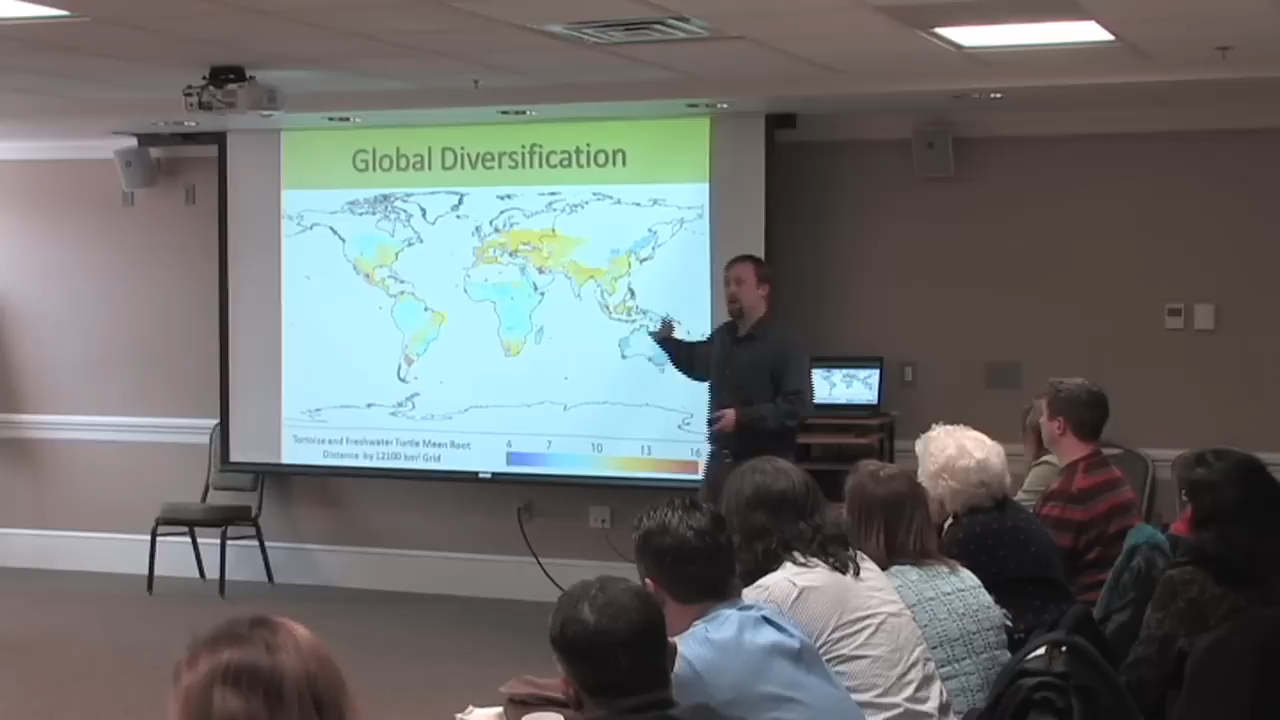 Global Diversification
Tortoise and Freshwater Turtle Mean Root
Distance by 12100 km² Grid
4 7 10 13 16